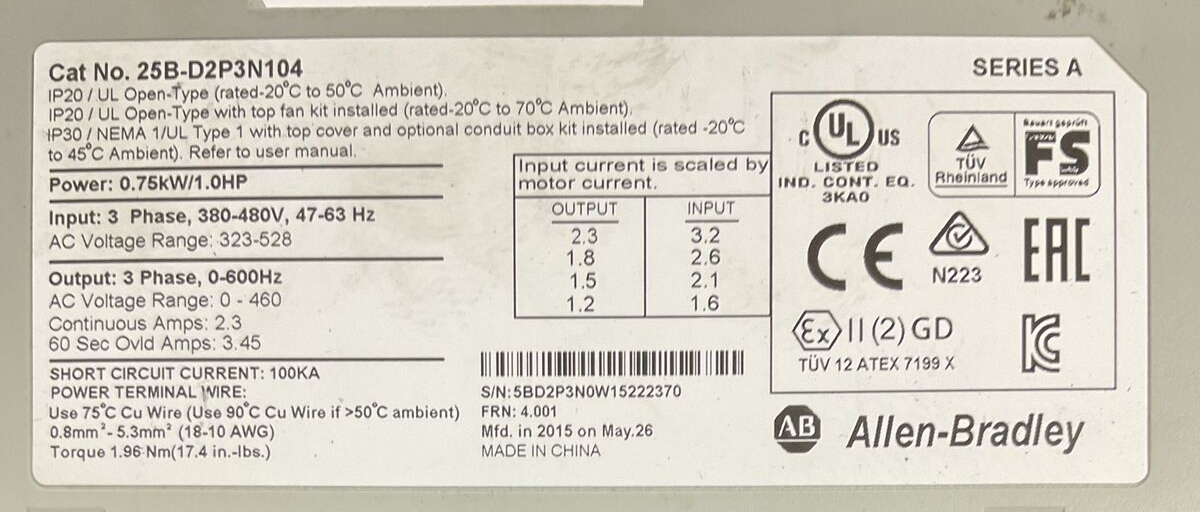 Cat No. 25B-D2P3N104
SERIES A
IP20 / UL Open-Type (rated-20°C to 50°C Ambient).
IP20 / UL Open-Type with top fan kit installed (rated-20°C to 70°C Ambient).
IP30 / NEMA 1/UL Type 1 with top cover and optional conduit box kit installed (rated -20°C
to 45°C Ambient). Refer to user manual.
Power: 0.75kW/1.0HP
Input: 3 Phase, 380-480V, 47-63 Hz
AC Voltage Range: 323-528
Output: 3 Phase, 0-600Hz
AC Voltage Range: 0 - 460
Continuous Amps: 2.3
60 Sec Ovld Amps: 3.45
SHORT CIRCUIT CURRENT: 100KA
POWER TERMINAL WIRE:
Use 75°C Cu Wire (Use 90°C Cu Wire if >50°C ambient)
0.8mm²- 5.3mm² (18-10 AWG)
Torque 1.96 Nm(17.4 in.-lbs.)
Input current is scaled by
motor current.
OUTPUT INPUT
2.3 3.2
1.8 2.6
1.5 2.1
1.2 1.6
S/N:5BD2P3N0W15222370
FRN: 4.001
Mfd. in 2015 on May.26
MADE IN CHINA
C UL US
LISTED
IND. CONT. EQ.
3KA0
TÜV
Rheinland
Bauart geprüft
FS
Type approved
CE
N223
EAC
Ex II (2) GD
TÜV 12 ATEX 7199 X
KC
AB Allen-Bradley